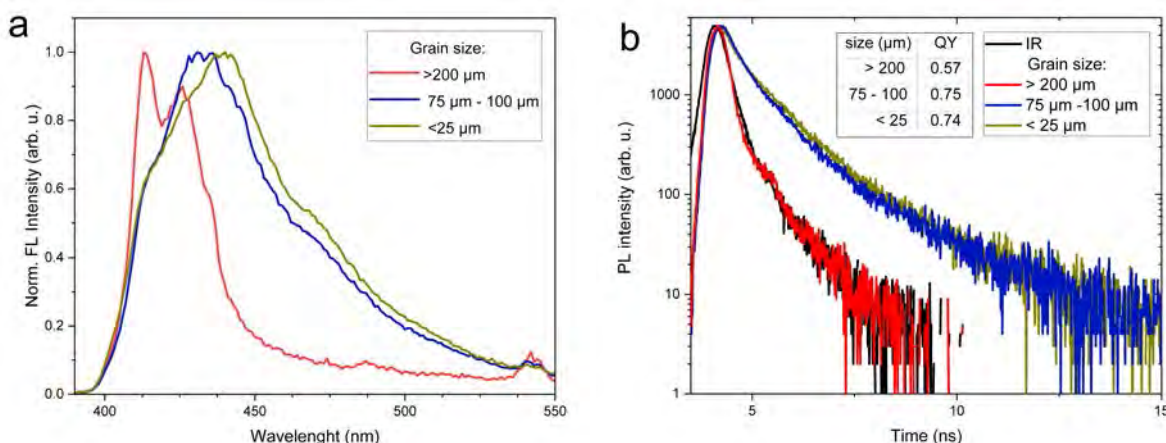 a
Norm. FL Intensity (arb. u.)
1.0
0.8
0.6
0.4
0.2
0.0
400
450
500
550
Wavelenght (nm)
Grain size:
>200 µm
75 µm - 100 µm
<25 µm
b
PL intensity (arb. u.)
1000
100
10
1
5
10
15
Time (ns)
size (µm) QY
> 200 0.57
75 - 100 0.75
< 25 0.74
IR
Grain size:
> 200 µm
75 µm -100 µm
< 25 µm